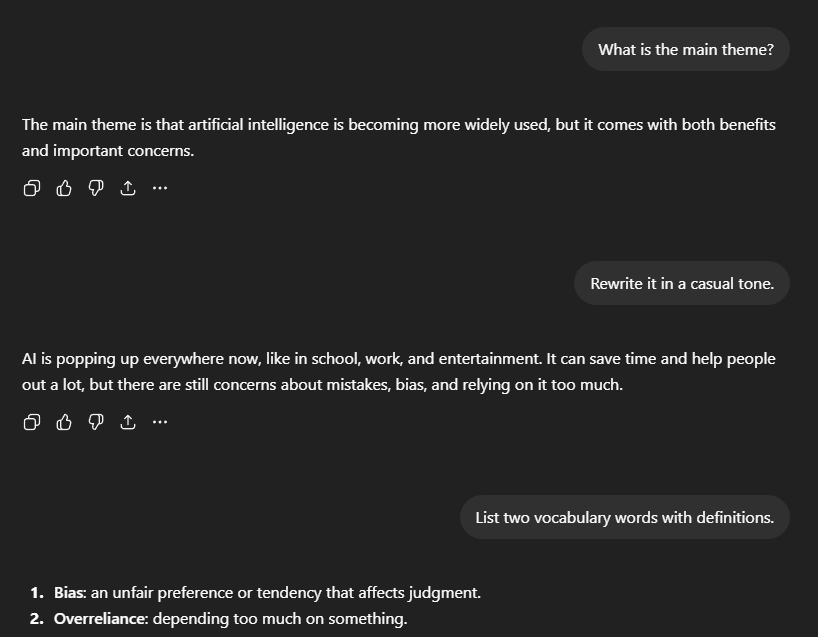 What is the main theme?
The main theme is that artificial intelligence is becoming more widely used, but it comes with both benefits
and important concerns.
Rewrite it in a casual tone.
AI is popping up everywhere now, like in school, work, and entertainment. It can save time and help people
out a lot, but there are still concerns about mistakes, bias, and relying on it too much.
List two vocabulary words with definitions.
1. Bias: an unfair preference or tendency that affects judgment.
2. Overreliance: depending too much on something.